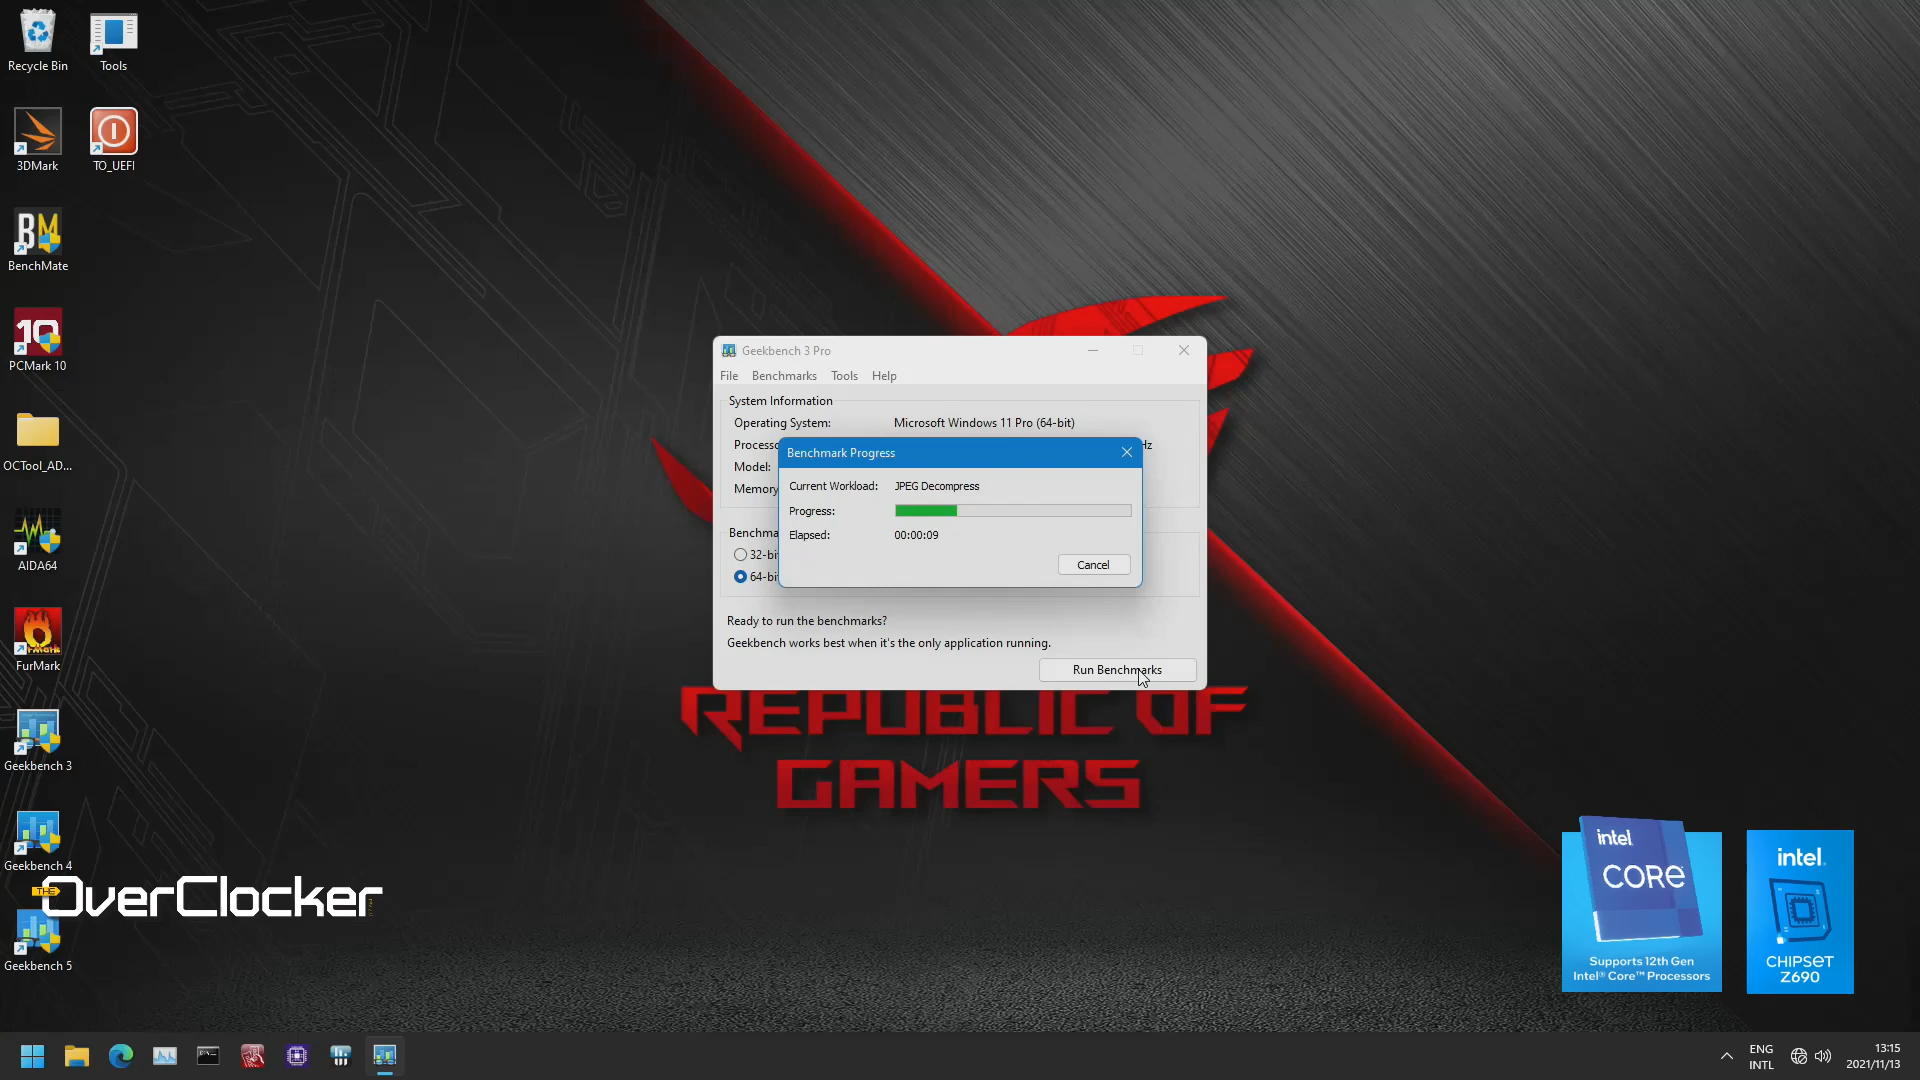 Recycle Bin
Tools
3DMark
TO_UEFI
BM
BenchMate
10
PCMark 10
OCTool_AD...
AIDA64
FurMark
Geekbench 3
Geekbench 4
THE
OverClocker
Geekbench 5
Geekbench 3 Pro
File Benchmarks Tools Help
System Information
Operating System: Microsoft Windows 11 Pro (64-bit)
Model:
Memory
Benchmark Progress
Current Workload: JPEG Decompress
Progress:
Elapsed: 00:00:09
Cancel
Ready to run the benchmarks?
Geekbench works best when it's the only application running.
Run Benchmarks
REPUBLIC OF
GAMERS
intel
CORE
Supports 12th Gen
Intel® Core™ Processors
intel.
CHIPSET
Z690
ENG
INTL
13:15
2021/11/13